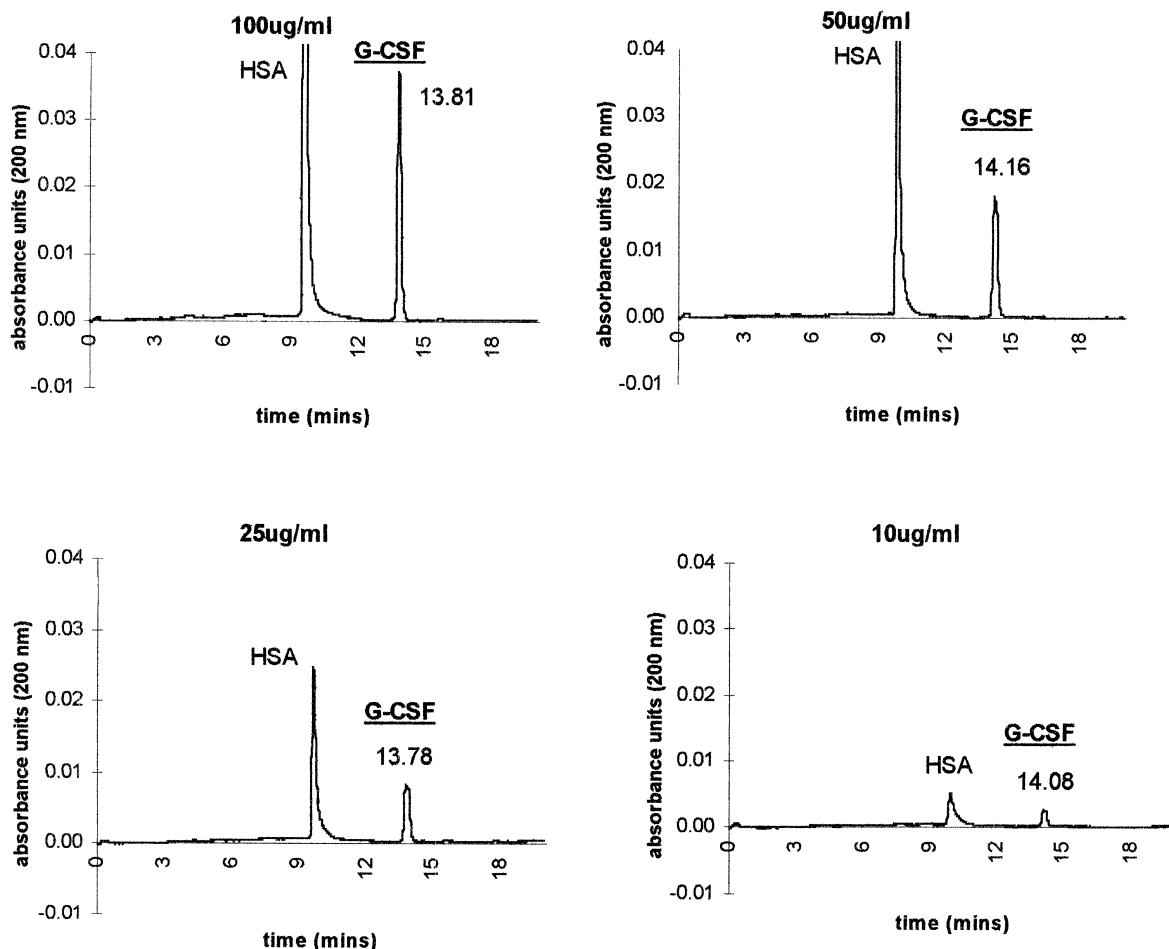 100ug/ml
HSA
G-CSF
13.81
absorbance units (200 nm)
0.04
0.03
0.02
0.01
0.00
-0.01
0 3 6 9 12 15 18
time (mins)
50ug/ml
HSA
G-CSF
14.16
absorbance units (200 nm)
0.04
0.03
0.02
0.01
0.00
-0.01
0 3 6 9 12 15 18
time (mins)
25ug/ml
HSA
G-CSF
13.78
absorbance units (200 nm)
0.04
0.03
0.02
0.01
0.00
-0.01
0 3 6 9 12 15 18
time (mins)
10ug/ml
HSA
G-CSF
14.08
absorbance units (200 nm)
0.04
0.03
0.02
0.01
0.00
-0.01
0 3 6 9 12 15 18
time (mins)